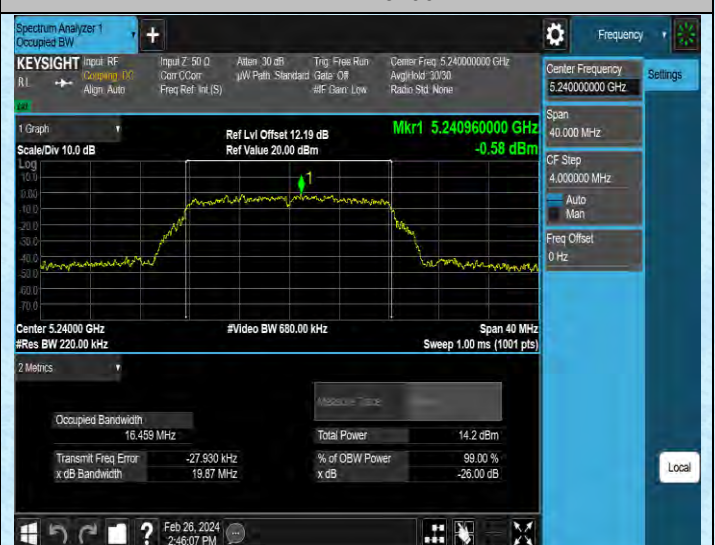 Spectrum Analyzer 1
Occupied BW
+
Frequency
KEYSIGHT Input: RF
Coupling: DC
Align: Auto
RL
Input Z: 50 Ω
Corr CCorr
Freq Ref: Int (S)
Atten: 30 dB
µW Path: Standard
Trig: Free Run
Gate: Off
#IF Gain: Low
Center Freq: 5.240000000 GHz
Avg|Hold: 30/30
Radio Std: None
Center Frequency
5.240000000 GHz
Settings
Span
40.000 MHz
CF Step
4.000000 MHz
Auto
Man
Freq Offset
0 Hz
1 Graph
Scale/Div 10.0 dB
Ref Lvl Offset 12.19 dB
Ref Value 20.00 dBm
Mkr1 5.240960000 GHz
-0.58 dBm
Log
10.0
0.00
-10.0
-20.0
-30.0
-40.0
-50.0
-60.0
-70.0
1
Center 5.24000 GHz
#Res BW 220.00 kHz
#Video BW 680.00 kHz
Span 40 MHz
Sweep 1.00 ms (1001 pts)
2 Metrics
Measure Trace
Occupied Bandwidth
16.459 MHz
Total Power 14.2 dBm
Transmit Freq Error -27.930 kHz
% of OBW Power 99.00 %
x dB Bandwidth 19.87 MHz
x dB -26.00 dB
Local
?
Feb 26, 2024
2:46:07 PM